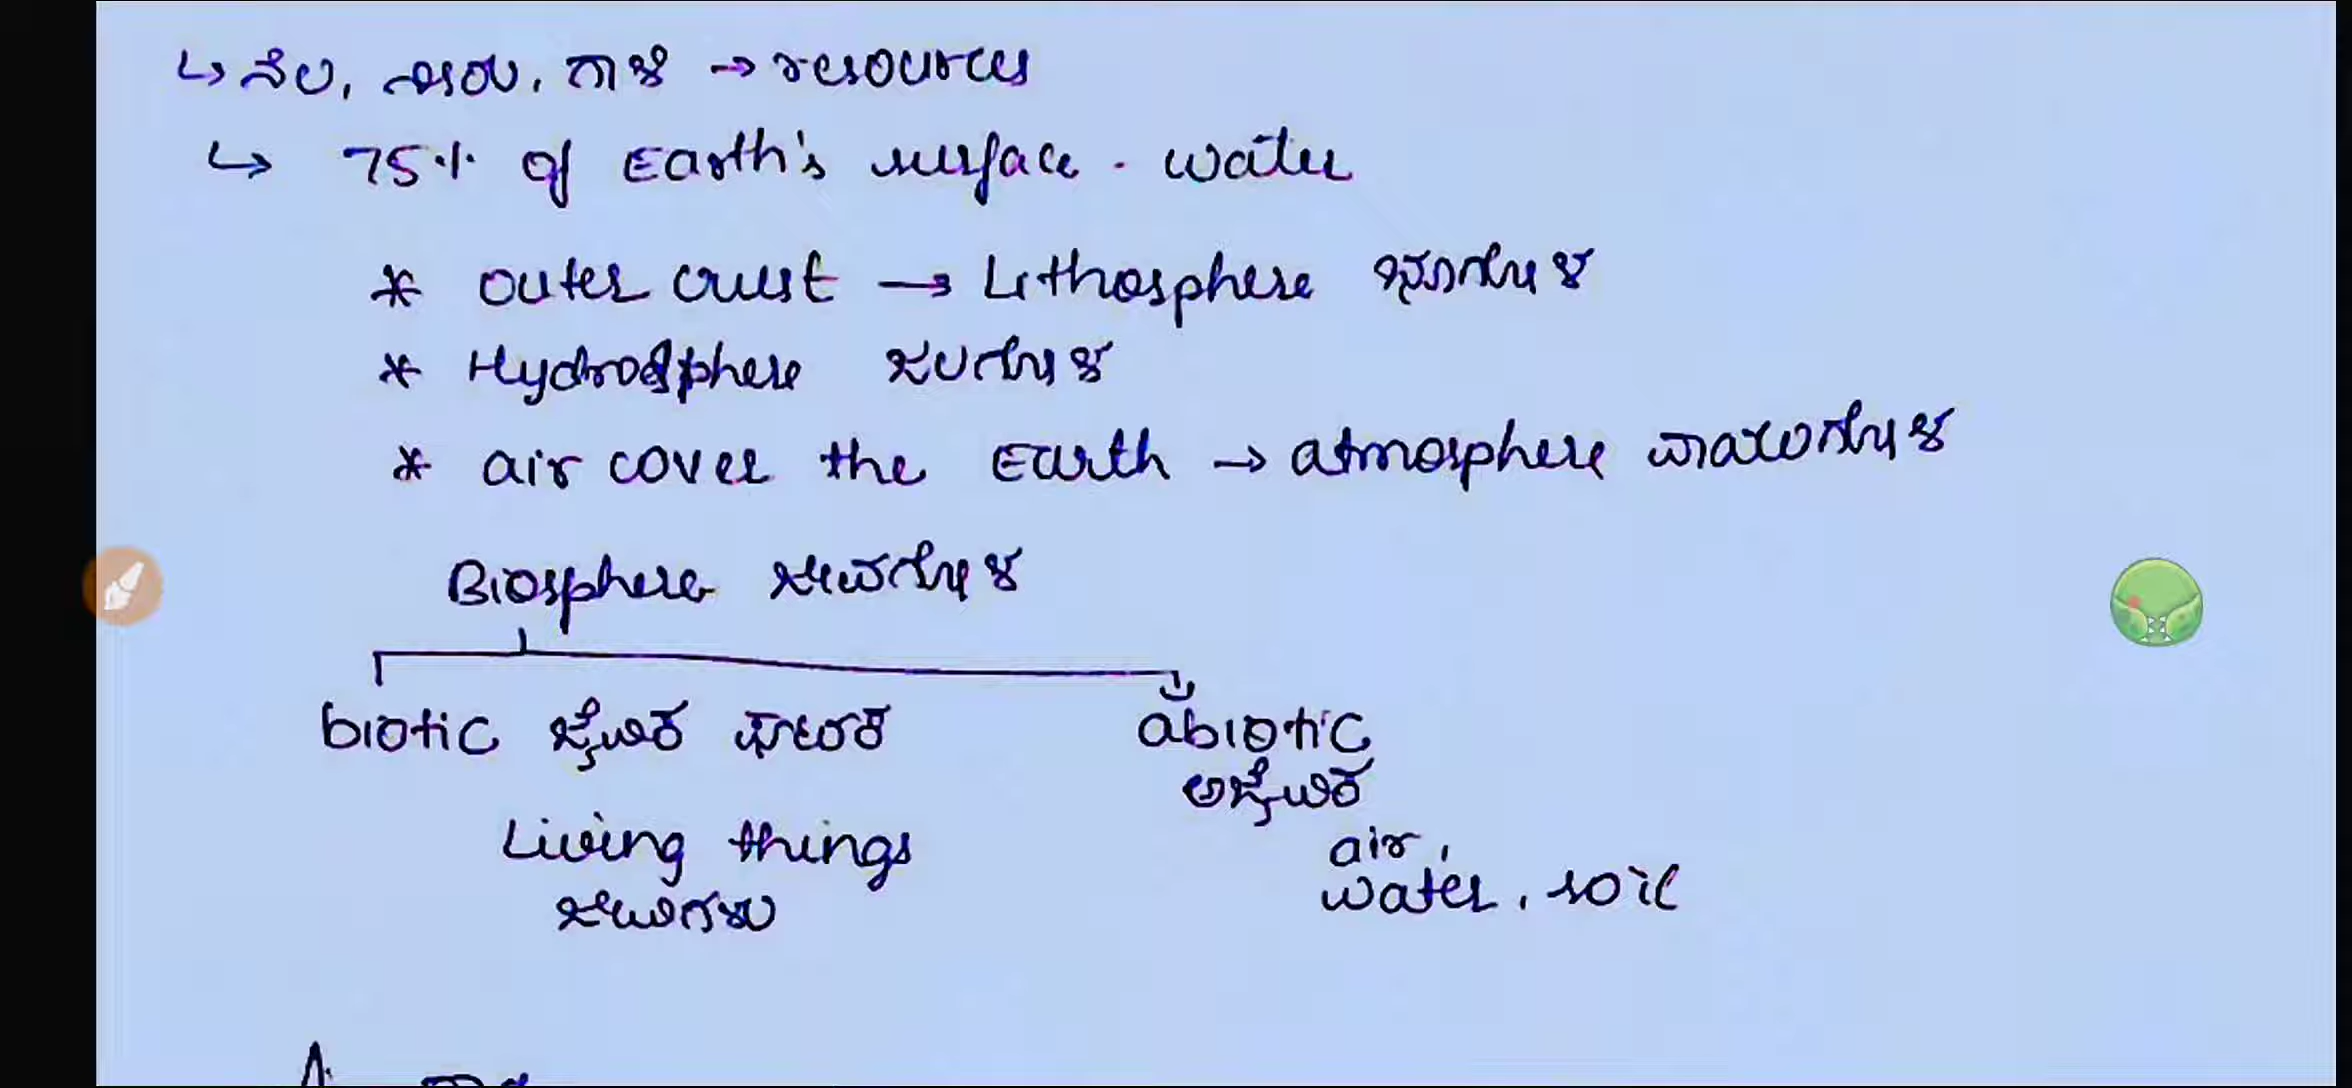 ↳ ನೆಲ, ನೀರು, ಗಾಳಿ → resources
↳ 75% of Earth's surface - water
* outer crust → Lithosphere ಭೂಗೋಳ
* Hydrosphere ಜಲಗೋಳ
* air cover the Earth → atmosphere ವಾಯುಗೋಳ
Biosphere ಜೀವಗೋಳ
biotic ಜೈವಿಕ ಘಟಕ abiotic
ಅಜೈವಿಕ
Living things
ಜೀವಿಗಳು
air,
water, soil